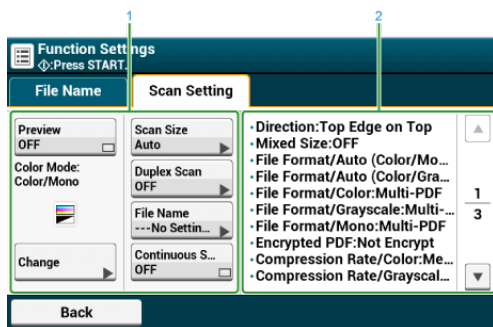 1
2
Function Settings
:Press START.
File Name
Scan Setting
Preview
OFF
Color Mode:
Color/Mono
Change
Scan Size
Auto
Duplex Scan
OFF
File Name
---No Settin...
Continuous S...
OFF
・Direction:Top Edge on Top
・Mixed Size:OFF
・File Format/Auto (Color/Mo...
・File Format/Auto (Color/Gra...
・File Format/Color:Multi-PDF
・File Format/Grayscale:Multi-...
・File Format/Mono:Multi-PDF
・Encrypted PDF:Not Encrypt
・Compression Rate/Color:Me...
・Compression Rate/Grayscal...
1
3
Back